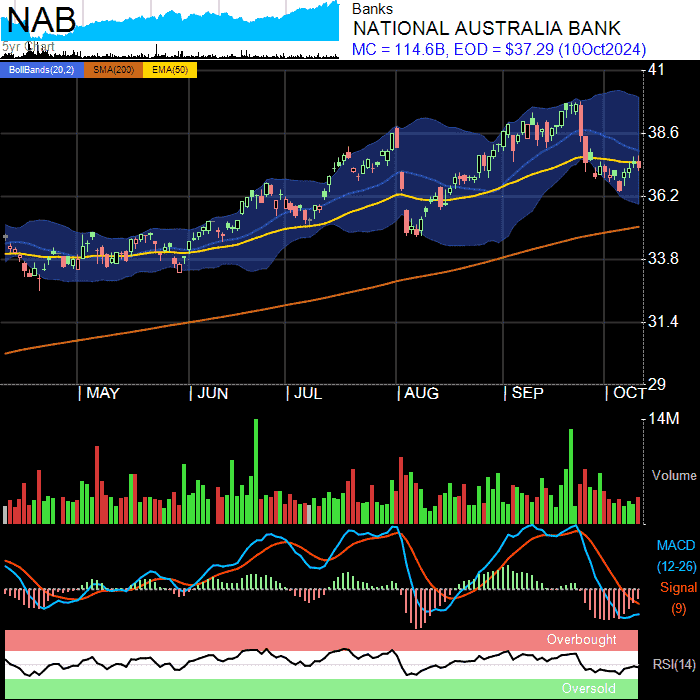 NAB
5yr Chart
Banks
NATIONAL AUSTRALIA BANK
MC = 114.6B, EOD = $37.29 (10Oct2024)
BollBands(20,2) SMA(200) EMA(50)
41
38.6
36.2
33.8
31.4
29
| MAY | JUN | JUL | AUG | SEP | OCT
14M
Volume
MACD
(12-26)
Signal
(9)
Overbought
RSI(14)
Oversold